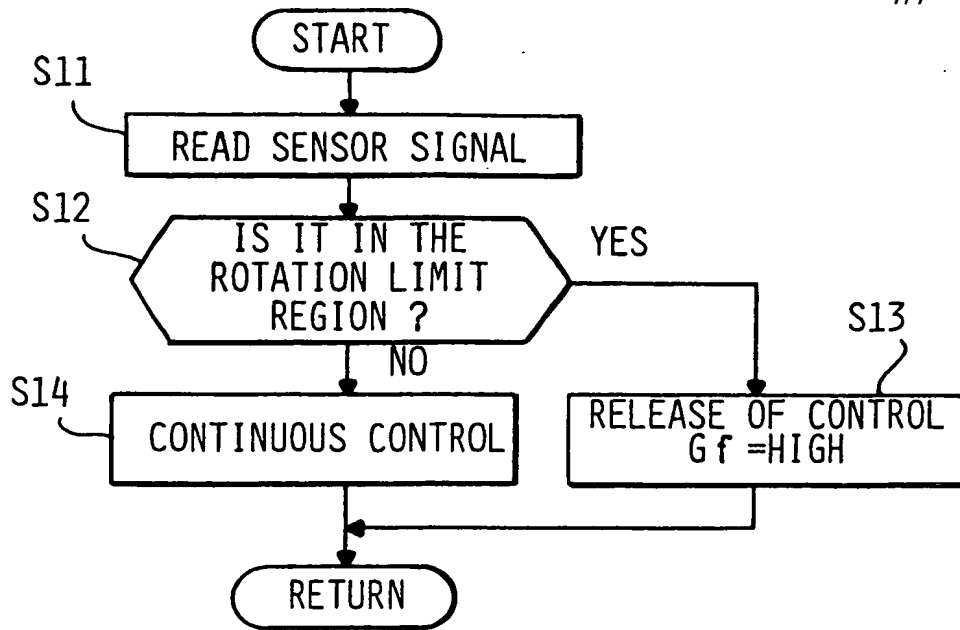 START
S11
READ SENSOR SIGNAL
S12
IS IT IN THE
ROTATION LIMIT
REGION ?
YES
NO
S13
RELEASE OF CONTROL
Gf =HIGH
S14
CONTINUOUS CONTROL
RETURN